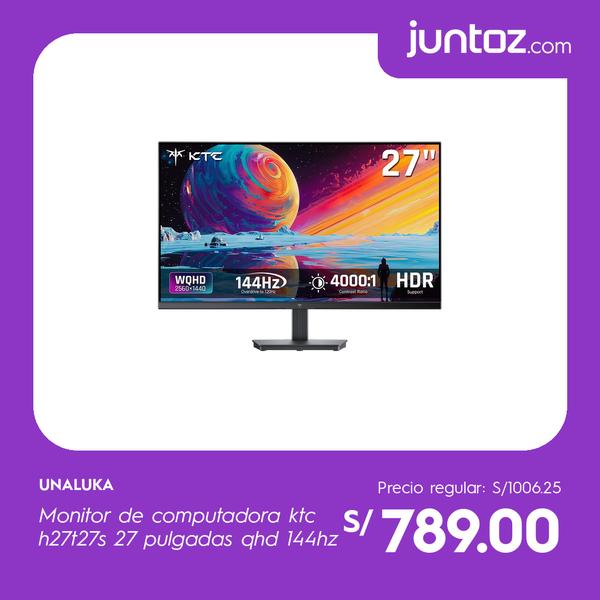 juntoz.com
KTC
27"
WQHD
2560×1440
144Hz
4000:1
Contrast Ratio
HDR
Support
UNALUKA
Monitor de computadora ktc
h27t27s 27 pulgadas qhd 144hz
Precio regular: S/1006.25
S/789.00